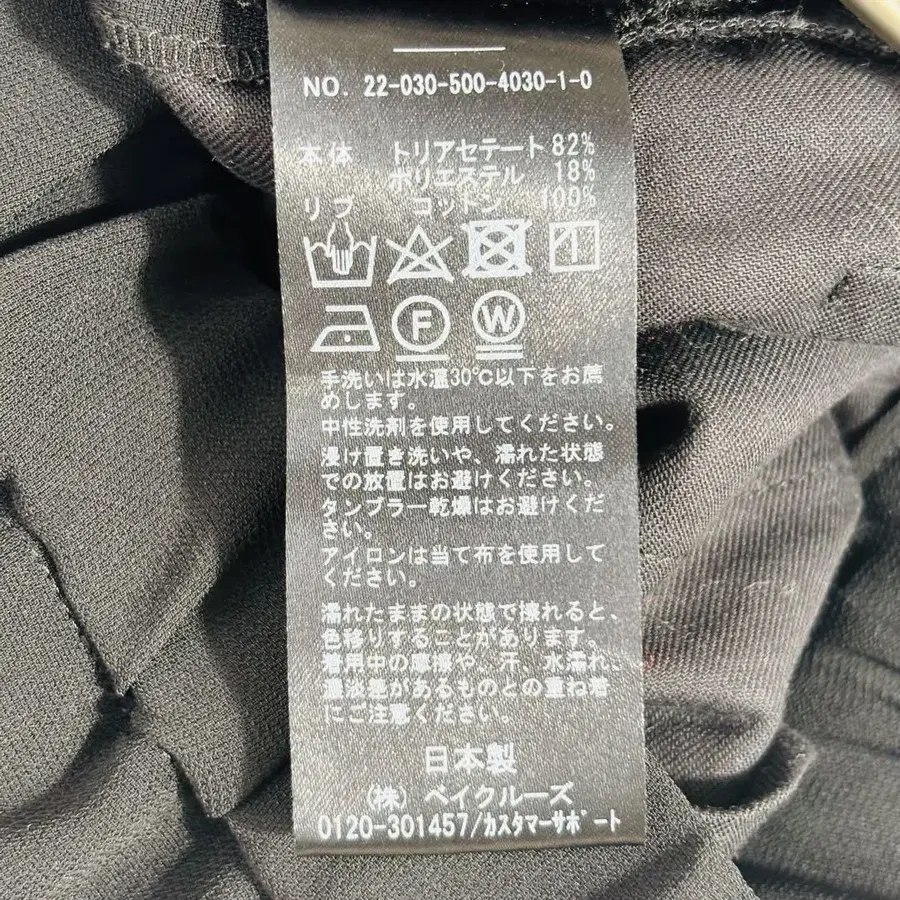 NO. 22-030-500-4030-1-0
本体 トリアセテート 82%
ポリエステル 18%
リブ コットン 100%
F W
手洗いは水温30℃以下をお薦
めします。
中性洗剤を使用してください。
浸け置き洗いや、濡れた状態
での放置はお避けください。
タンブラー乾燥はお避けくだ
さい。
アイロンは当て布を使用して
ください。
濡れたままの状態で擦れると、
色移りすることがあります。
着用中の摩擦や、汗、水濡れ、
濃淡差があるものとの重ね着
にご注意ください。
日本製
(株) ベイクルーズ
0120-301457/カスタマーサポート